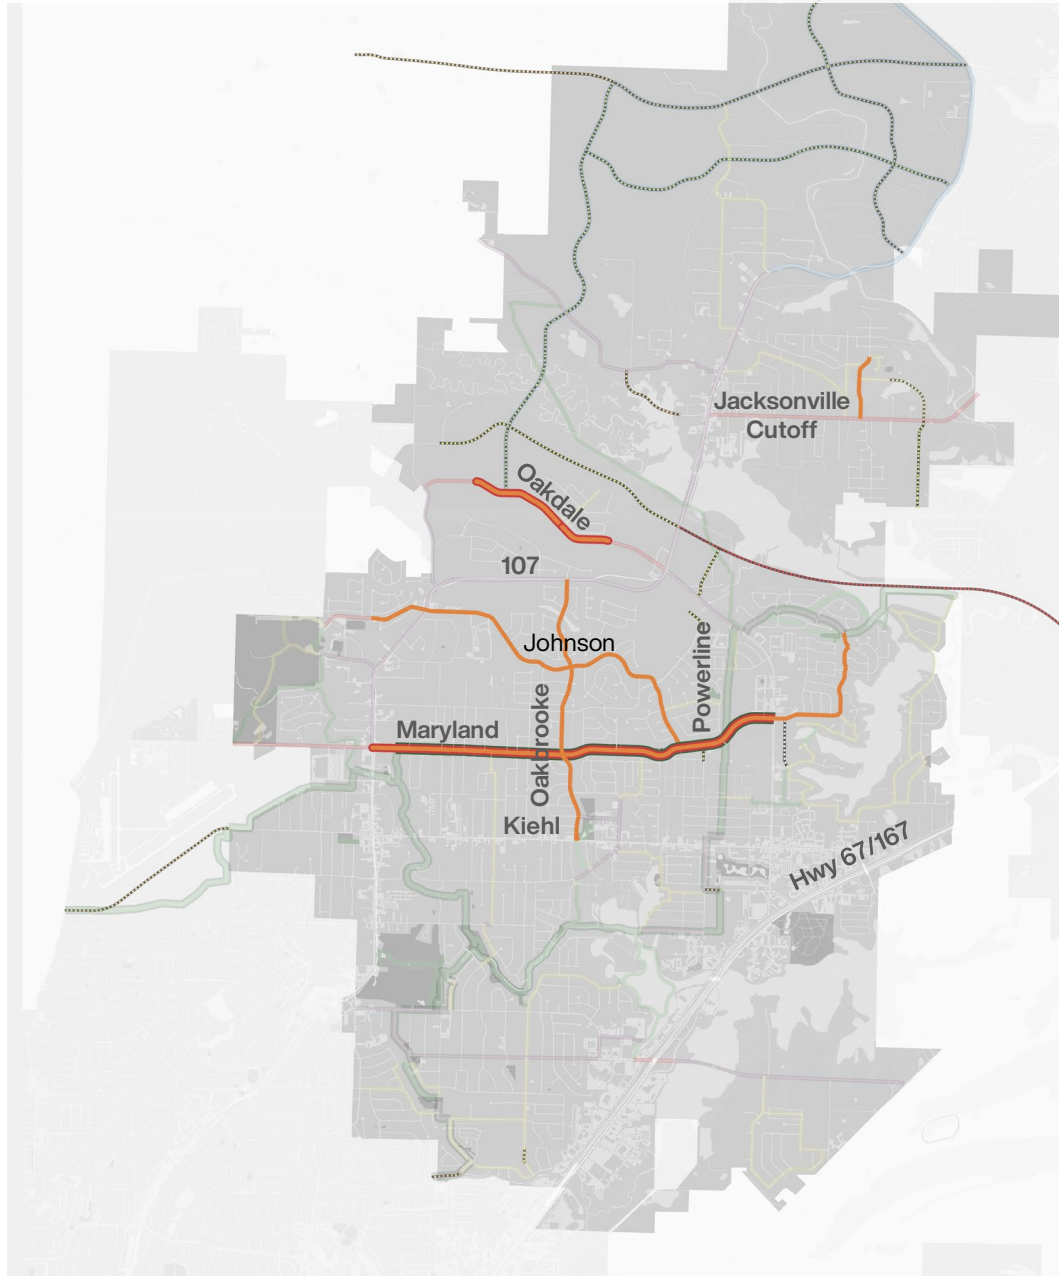 Jacksonville
Cutoff
Oakdale
107
Johnson
Powerline
Oakbrooke
Maryland
Kiehl
Hwy 67/167